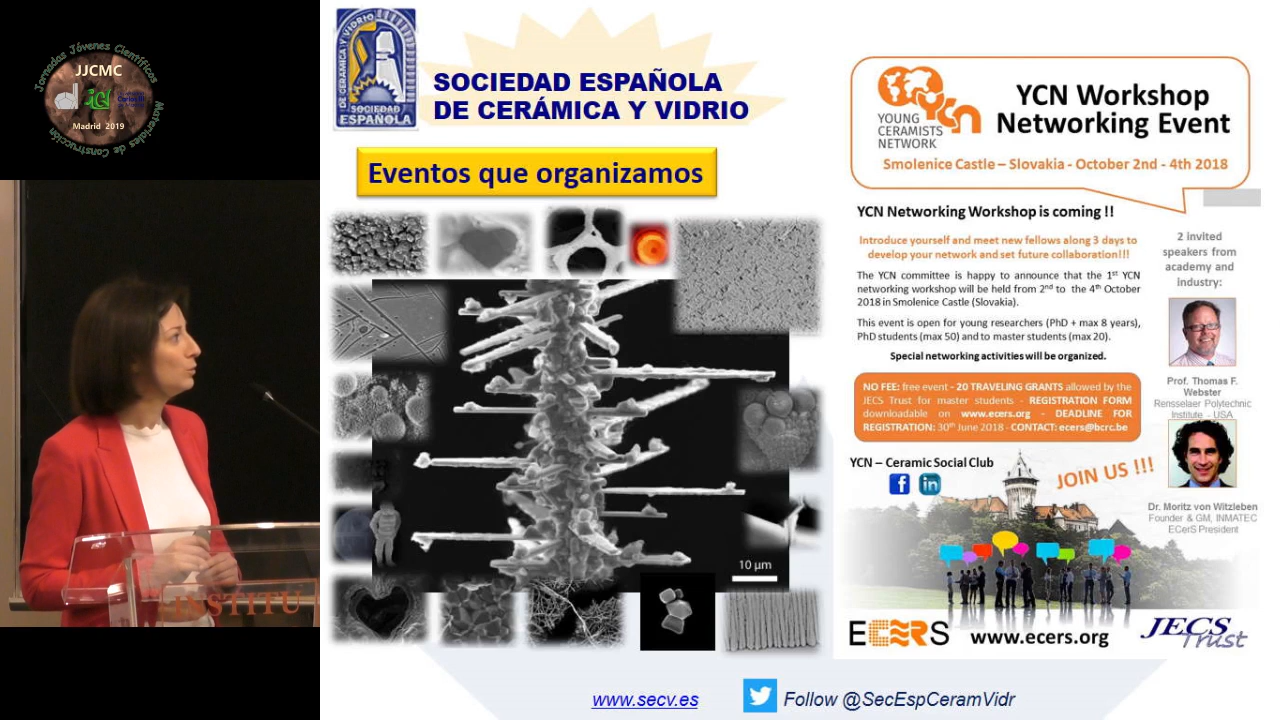 Jornadas Jóvenes Científicos
JJCMC
Madrid 2019
Materiales de Construcción
INSTITU
DE CERAMICA Y VIDRIO
SOCIEDAD
ESPAÑOLA
SOCIEDAD ESPAÑOLA
DE CERÁMICA Y VIDRIO
Eventos que organizamos
10 µm
YOUNG
CERAMISTS
NETWORK
YCN Workshop
Networking Event
Smolenice Castle – Slovakia - October 2nd - 4th 2018
YCN Networking Workshop is coming !!
Introduce yourself and meet new fellows along 3 days to
develop your network and set future collaboration!!!
The YCN committee is happy to announce that the 1st YCN
networking workshop will be held from 2nd to the 4th October
2018 in Smolenice Castle (Slovakia).
This event is open for young researchers (PhD + max 8 years),
PhD students (max 50) and to master students (max 20).
Special networking activities will be organized.
NO FEE: free event - 20 TRAVELING GRANTS allowed by the
JECS Trust for master students - REGISTRATION FORM
downloadable on www.ecers.org - DEADLINE FOR
REGISTRATION: 30th June 2018 - CONTACT: ecers@bcrc.be
2 invited
speakers from
academy and
industry:
Prof. Thomas F.
Webster
Rensselaer Polytechnic
Institute - USA
Dr. Moritz von Witzleben
Founder & GM, INMATEC
ECerS President
YCN – Ceramic Social Club
JOIN US !!!
ECERS
www.ecers.org
JECS
Trust
www.secv.es
Follow @SecEspCeramVidr